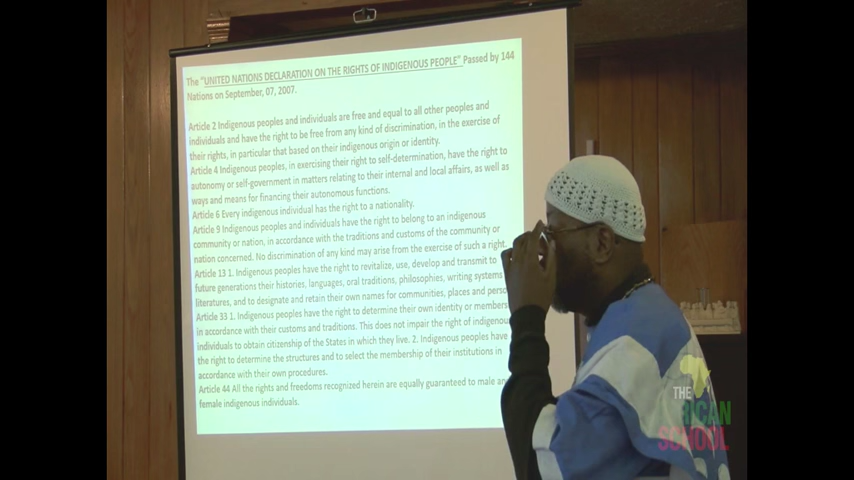 The "UNITED NATIONS DECLARATION ON THE RIGHTS OF INDIGENOUS PEOPLE" Passed by 144
Nations on September, 07, 2007.
Article 2 Indigenous peoples and individuals are free and equal to all other peoples and
individuals and have the right to be free from any kind of discrimination, in the exercise of
their rights, in particular that based on their indigenous origin or identity.
Article 4 Indigenous peoples, in exercising their right to self-determination, have the right to
autonomy or self-government in matters relating to their internal and local affairs, as well as
ways and means for financing their autonomous functions.
Article 6 Every indigenous individual has the right to a nationality.
Article 9 Indigenous peoples and individuals have the right to belong to an indigenous
community or nation, in accordance with the traditions and customs of the community or
nation concerned. No discrimination of any kind may arise from the exercise of such a right.
Article 13 1. Indigenous peoples have the right to revitalize, use, develop and transmit to
future generations their histories, languages, oral traditions, philosophies, writing systems
literatures, and to designate and retain their own names for communities, places and
Article 33 1. Indigenous peoples have the right to determine their own identity or
in accordance with their customs and traditions. This does not impair the right of
individuals to obtain citizenship of the States in which they live. 2. Indigenous peoples have
the right to determine the structures and to select the membership of their institutions in
accordance with their own procedures.
Article 44 All the rights and freedoms recognized herein are equally guaranteed to male
female indigenous individuals.
THE
SCHOOL